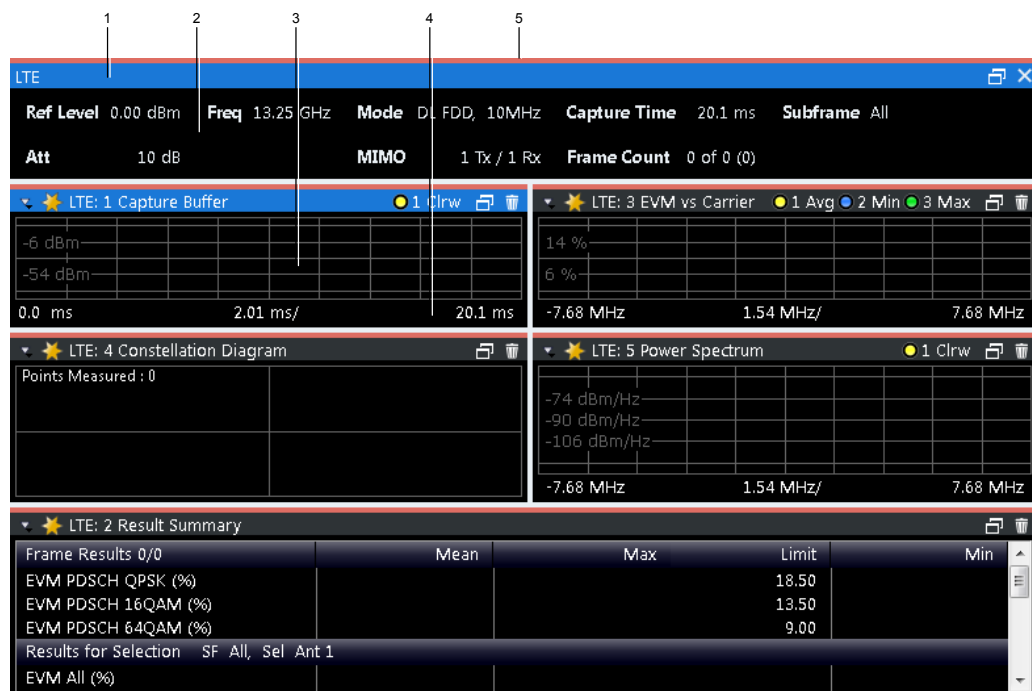 1 2 3 4 5
LTE
Ref Level 0.00 dBm Freq 13.25 GHz Mode DL FDD, 10MHz Capture Time 20.1 ms Subframe All
Att 10 dB MIMO 1 Tx / 1 Rx Frame Count 0 of 0 (0)
LTE: 1 Capture Buffer 1 Clrw
-6 dBm
-54 dBm
0.0 ms 2.01 ms/ 20.1 ms
LTE: 3 EVM vs Carrier 1 Avg 2 Min 3 Max
14 %
6 %
-7.68 MHz 1.54 MHz/ 7.68 MHz
LTE: 4 Constellation Diagram
Points Measured : 0
LTE: 5 Power Spectrum 1 Clrw
-74 dBm/Hz
-90 dBm/Hz
-106 dBm/Hz
-7.68 MHz 1.54 MHz/ 7.68 MHz
LTE: 2 Result Summary
Frame Results 0/0 Mean Max Limit Min
EVM PDSCH QPSK (%) 18.50
EVM PDSCH 16QAM (%) 13.50
EVM PDSCH 64QAM (%) 9.00
Results for Selection SF All, Sel Ant 1
EVM All (%)